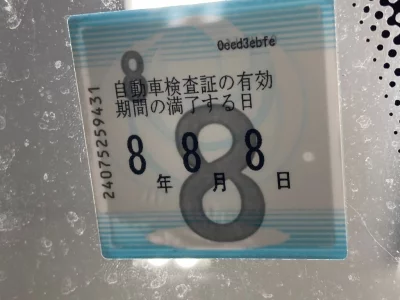 0ded3ebfe
8
自動車検査証の有効
期間の満了する日
8年8月8日
8
24075259431